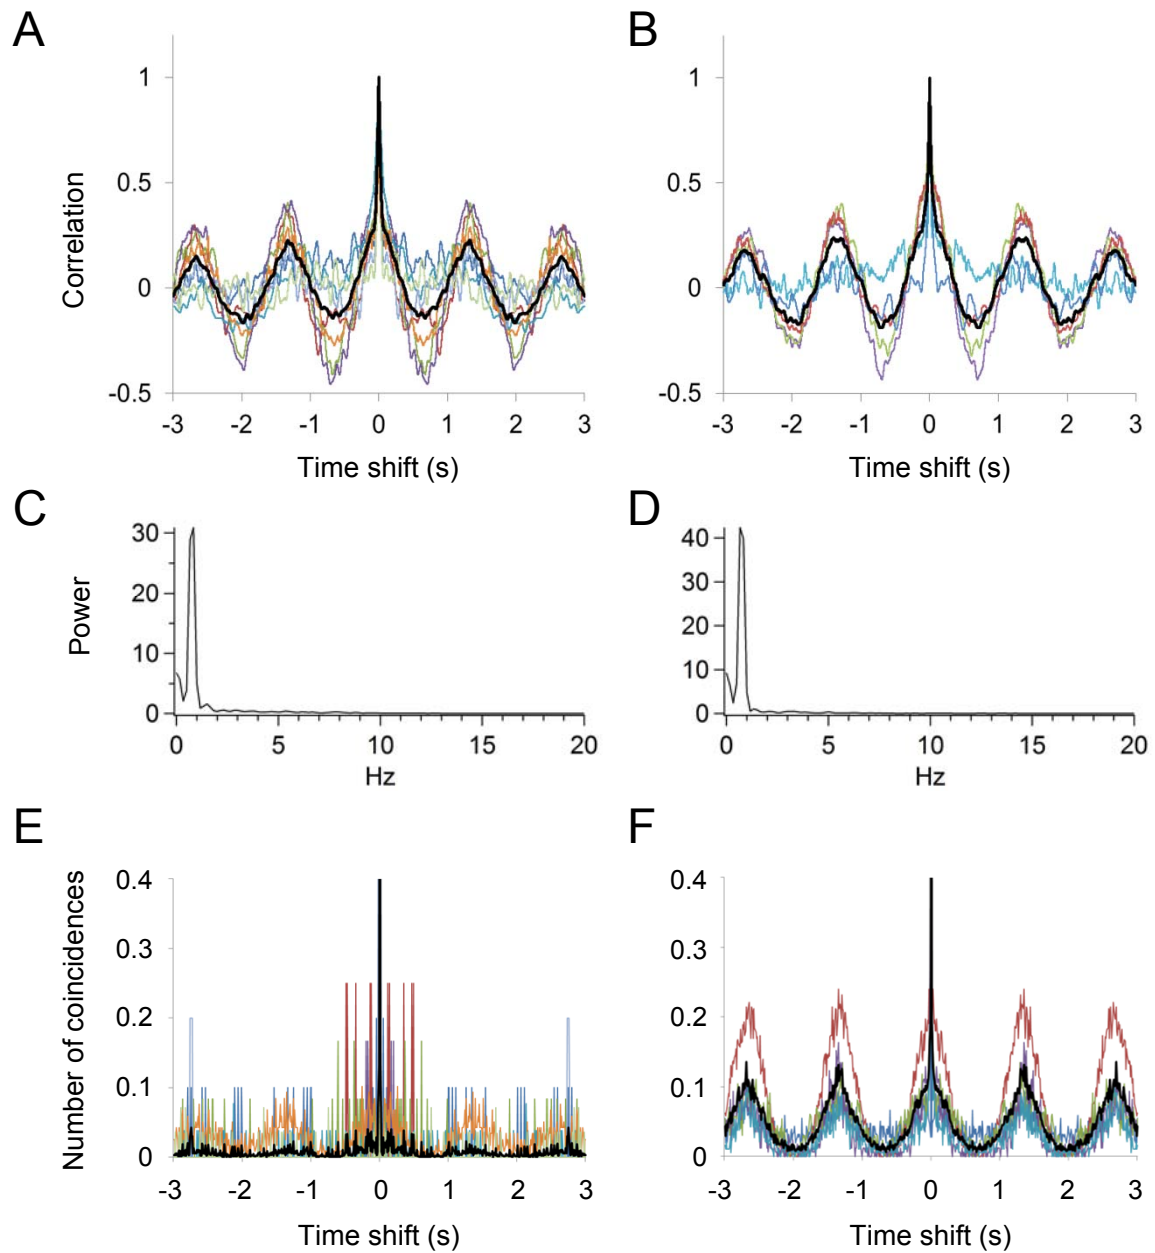 A
B
1
0.5
0
-0.5
Correlation
-3 -2 -1 0 1 2 3
Time shift (s)
1
0.5
0
-0.5
-3 -2 -1 0 1 2 3
Time shift (s)
C
D
30
20
10
0
Power
0 5 10 15 20
Hz
40
30
20
10
0
0 5 10 15 20
Hz
E
F
0.4
0.3
0.2
0.1
0
Number of coincidences
-3 -2 -1 0 1 2 3
Time shift (s)
0.4
0.3
0.2
0.1
0
-3 -2 -1 0 1 2 3
Time shift (s)